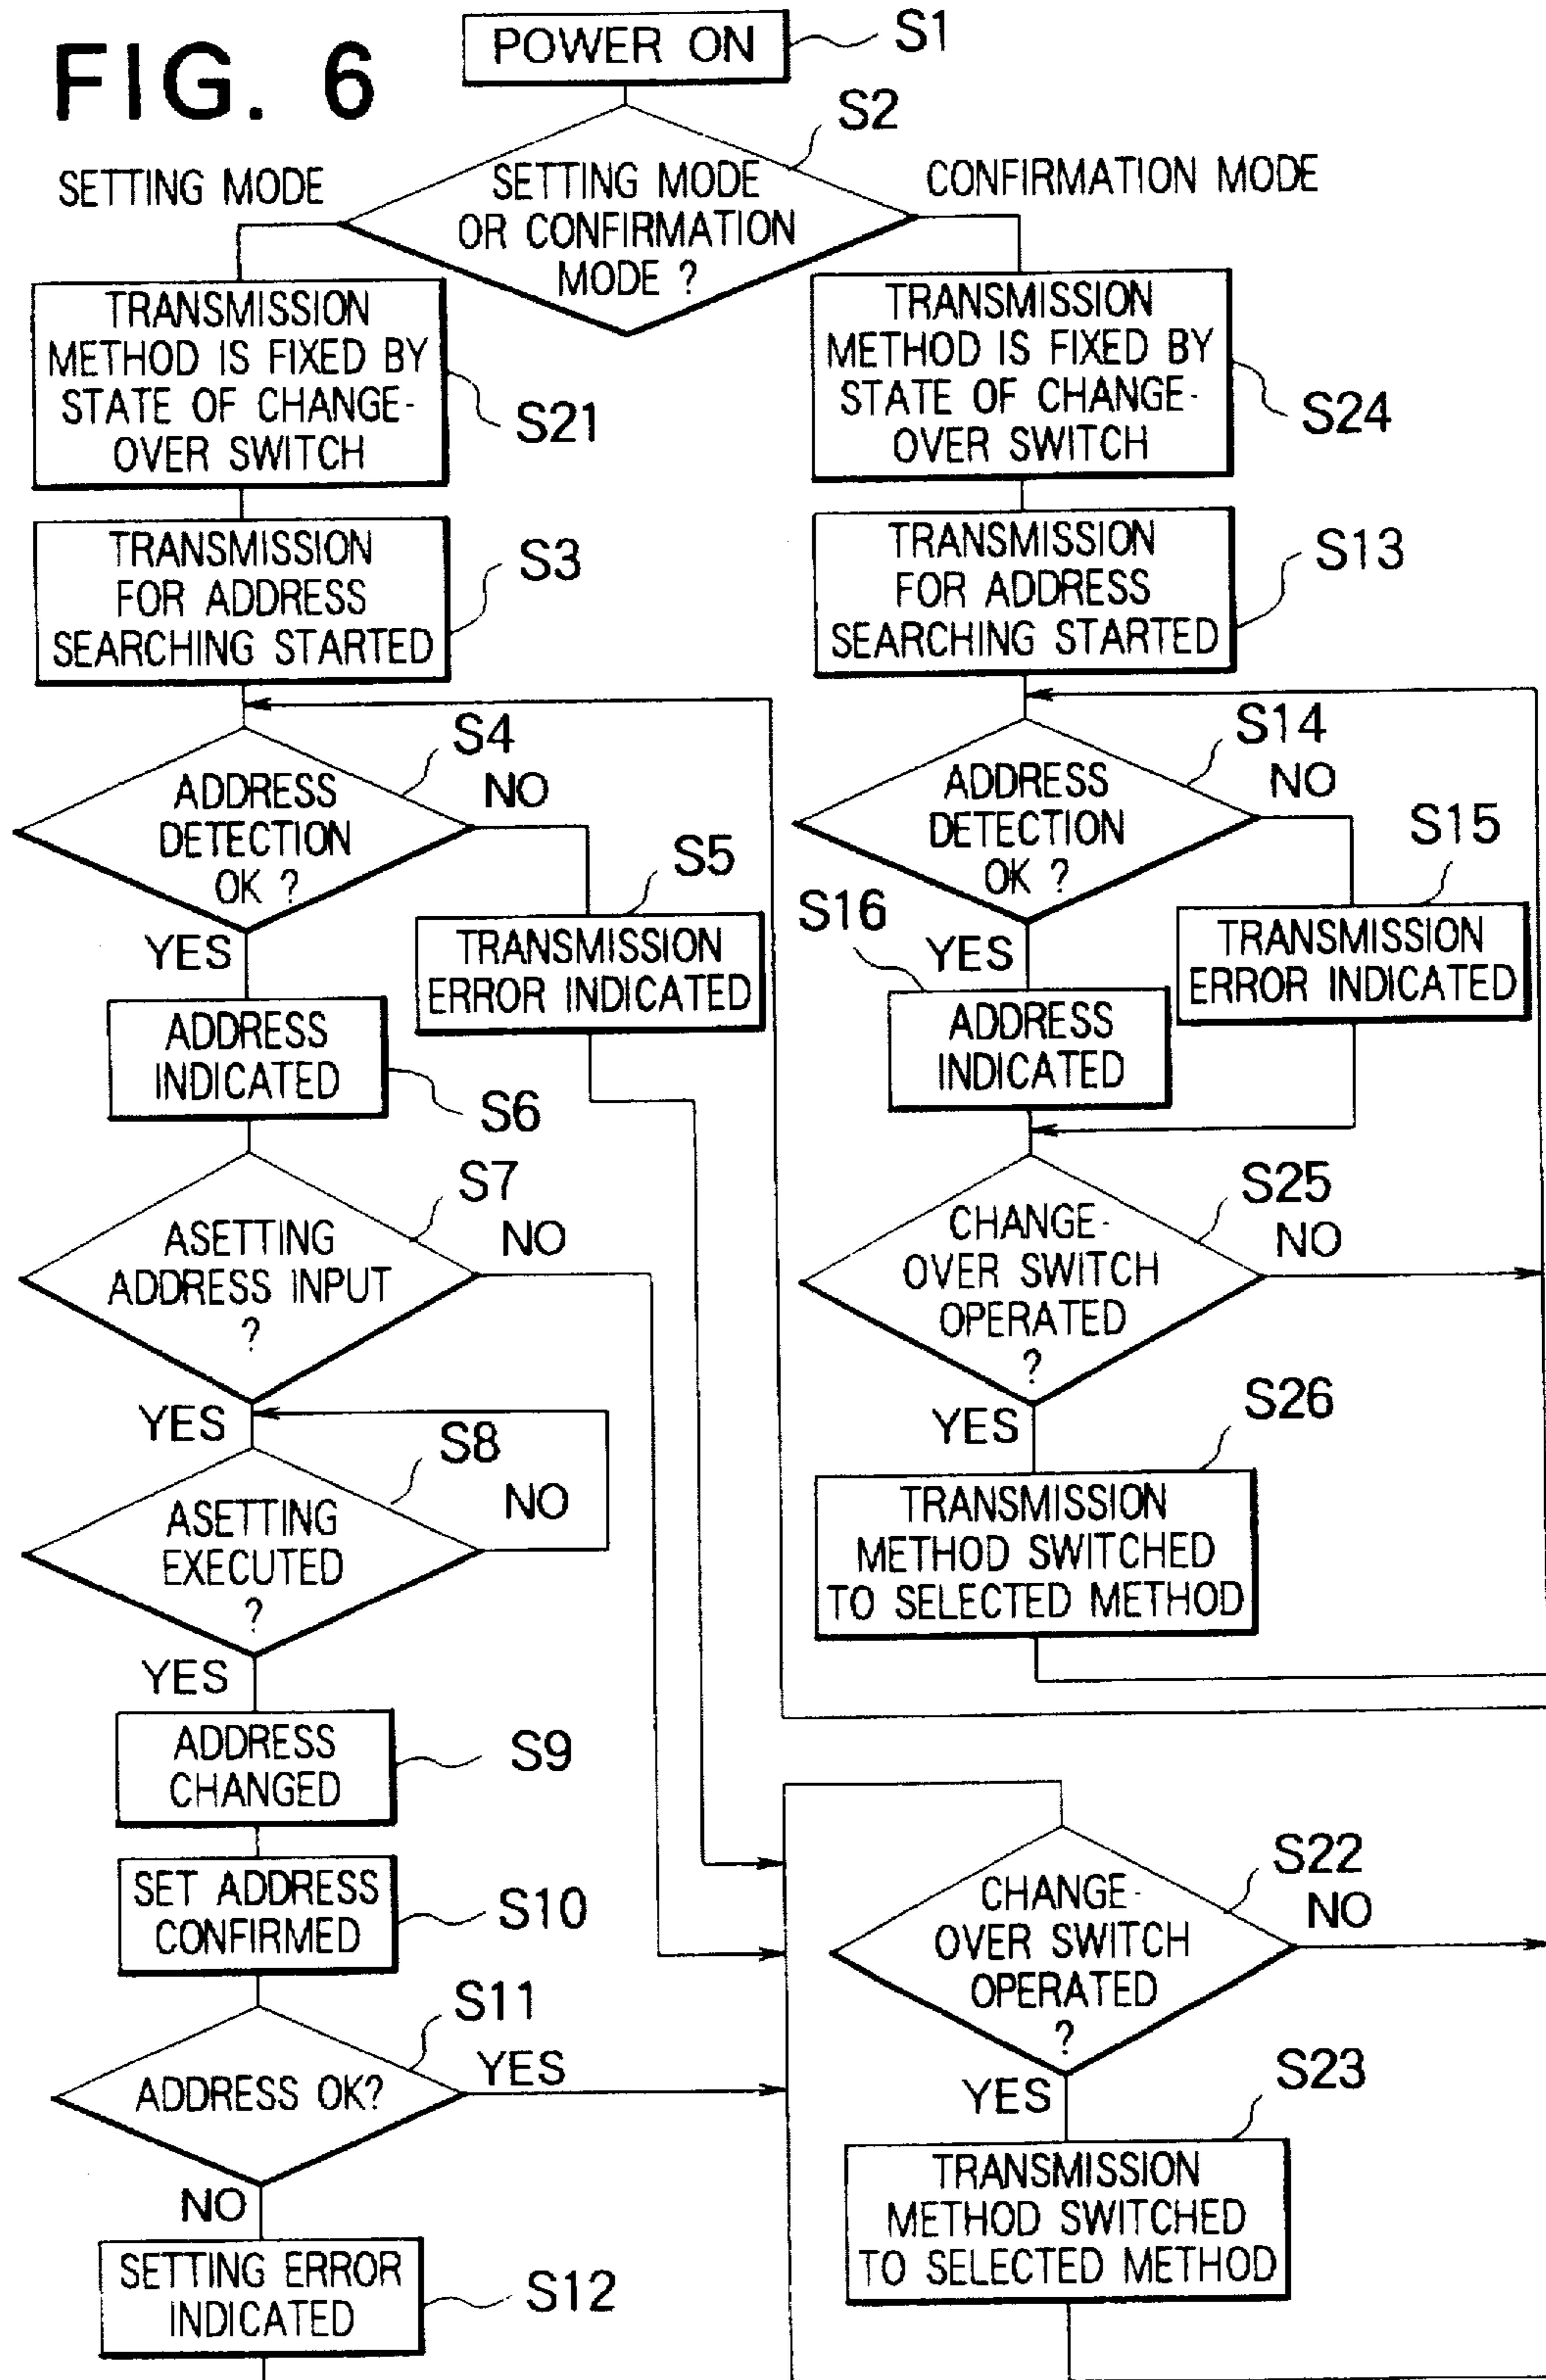 FIG. 6
POWER ON
S1
S2
SETTING MODE
SETTING MODE
OR CONFIRMATION
MODE ?
CONFIRMATION MODE
TRANSMISSION
METHOD IS FIXED BY
STATE OF CHANGE-
OVER SWITCH
S21
TRANSMISSION
FOR ADDRESS
SEARCHING STARTED
S3
S4
ADDRESS
DETECTION
OK ?
NO
YES
S5
TRANSMISSION
ERROR INDICATED
ADDRESS
INDICATED
S6
S7
ASETTING
ADDRESS INPUT
?
NO
YES
S8
ASETTING
EXECUTED
?
NO
YES
ADDRESS
CHANGED
S9
SET ADDRESS
CONFIRMED
S10
S11
ADDRESS OK?
YES
NO
SETTING ERROR
INDICATED
S12
TRANSMISSION
METHOD IS FIXED BY
STATE OF CHANGE-
OVER SWITCH
S24
TRANSMISSION
FOR ADDRESS
SEARCHING STARTED
S13
S14
ADDRESS
DETECTION
OK ?
NO
S15
TRANSMISSION
ERROR INDICATED
S16
YES
ADDRESS
INDICATED
S25
CHANGE-
OVER SWITCH
OPERATED
?
NO
YES
S26
TRANSMISSION
METHOD SWITCHED
TO SELECTED METHOD
S22
CHANGE-
OVER SWITCH
OPERATED
?
NO
YES
S23
TRANSMISSION
METHOD SWITCHED
TO SELECTED METHOD